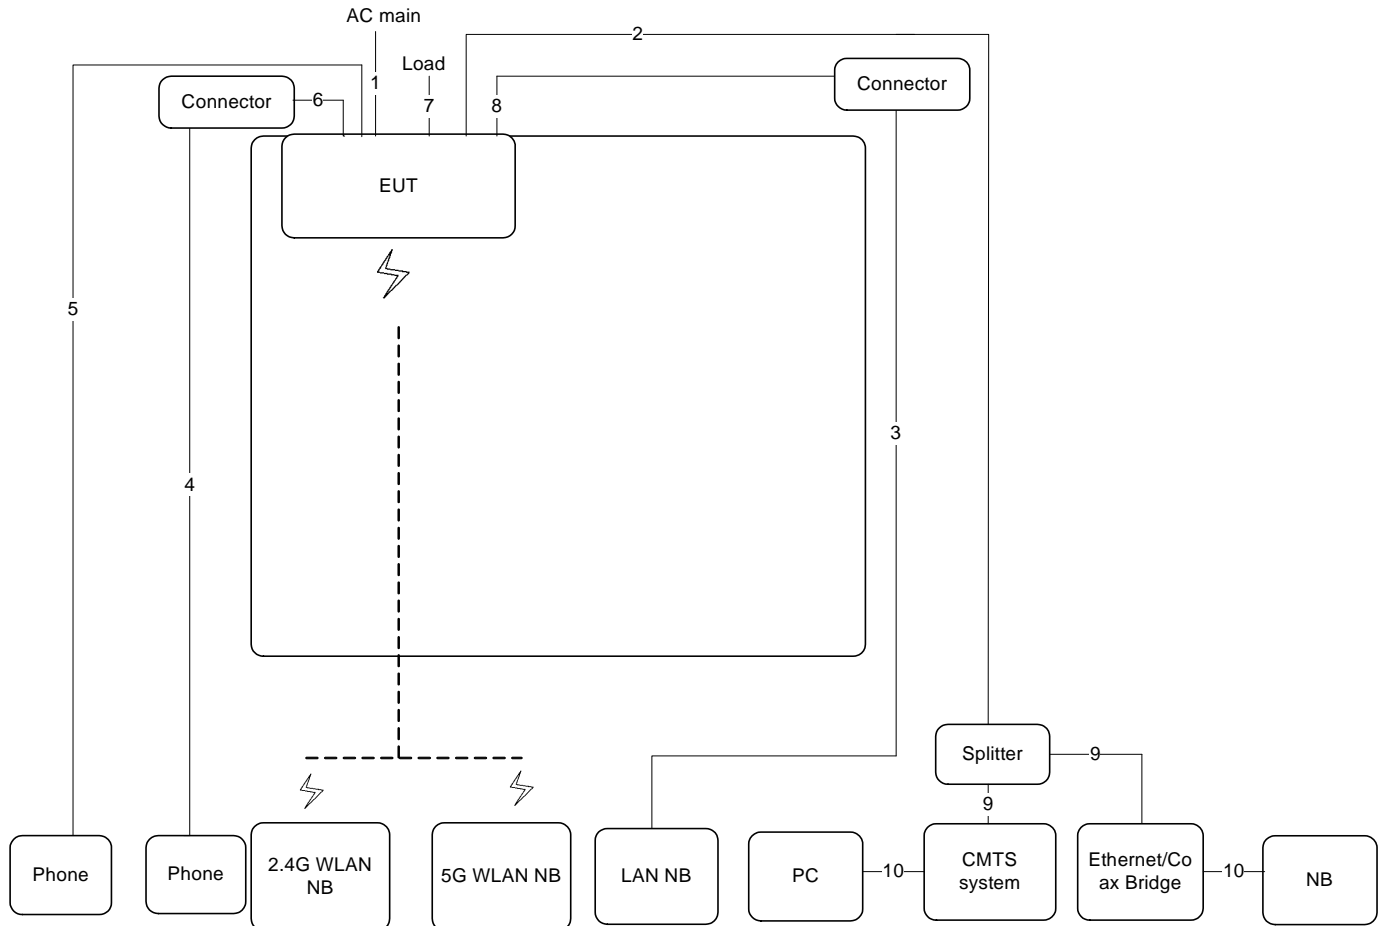 AC main
2
Load
Connector
6
1
7
8
Connector
EUT
5
3
4
Splitter
9
9
Phone
Phone
2.4G WLAN
NB
5G WLAN NB
LAN NB
PC
10
CMTS
system
Ethernet/Co
ax Bridge
10
NB